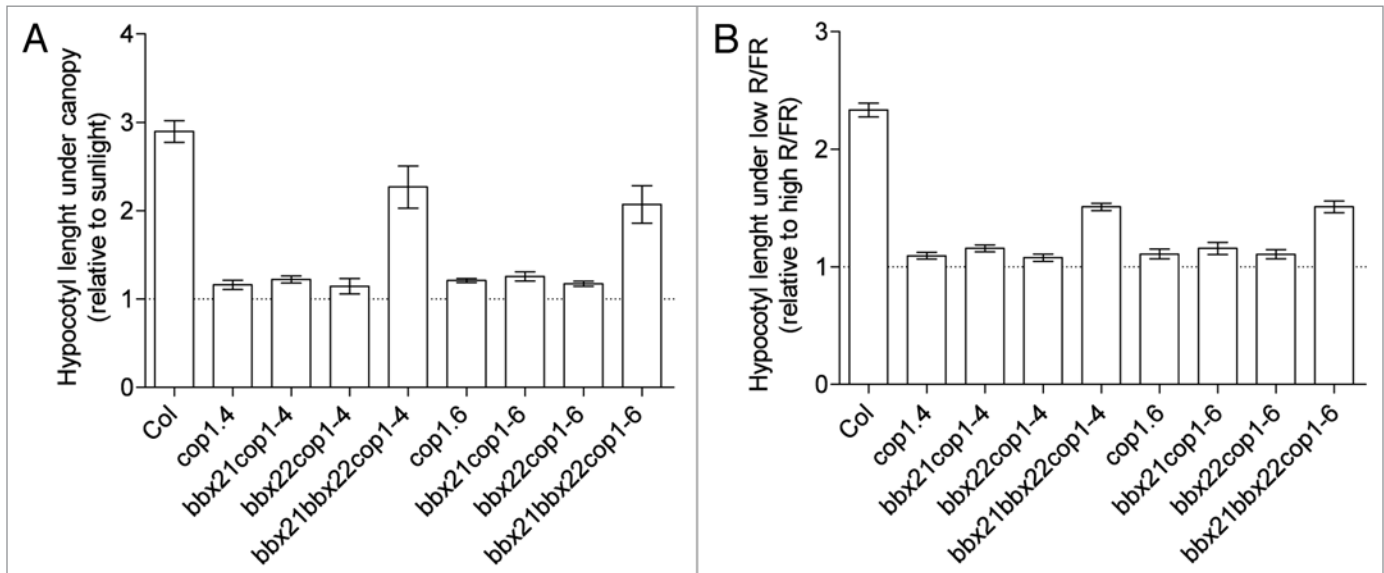 A
Hypocotyl lenght under canopy
(relative to sunlight)
4
3
2
1
0
Col
cop1.4
bbx21cop1-4
bbx22cop1-4
bbx21bbx22cop1-4
cop1.6
bbx21cop1-6
bbx22cop1-6
bbx21bbx22cop1-6
B
Hypocotyl lenght under low R/FR
(relative to high R/FR)
3
2
1
0
Col
cop1.4
bbx21cop1-4
bbx22cop1-4
bbx21bbx22cop1-4
cop1.6
bbx21cop1-6
bbx22cop1-6
bbx21bbx22cop1-6